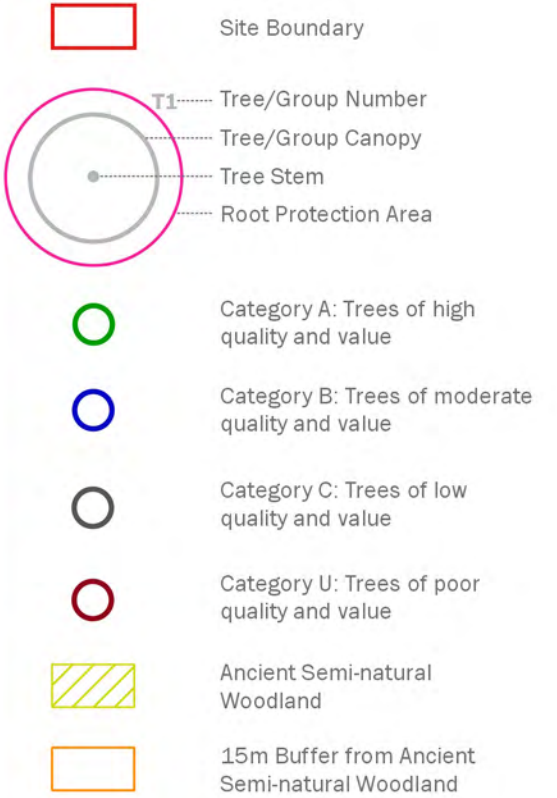 Site Boundary
T1
Tree/Group Number
Tree/Group Canopy
Tree Stem
Root Protection Area
Category A: Trees of high
quality and value
Category B: Trees of moderate
quality and value
Category C: Trees of low
quality and value
Category U: Trees of poor
quality and value
Ancient Semi-natural
Woodland
15m Buffer from Ancient
Semi-natural Woodland